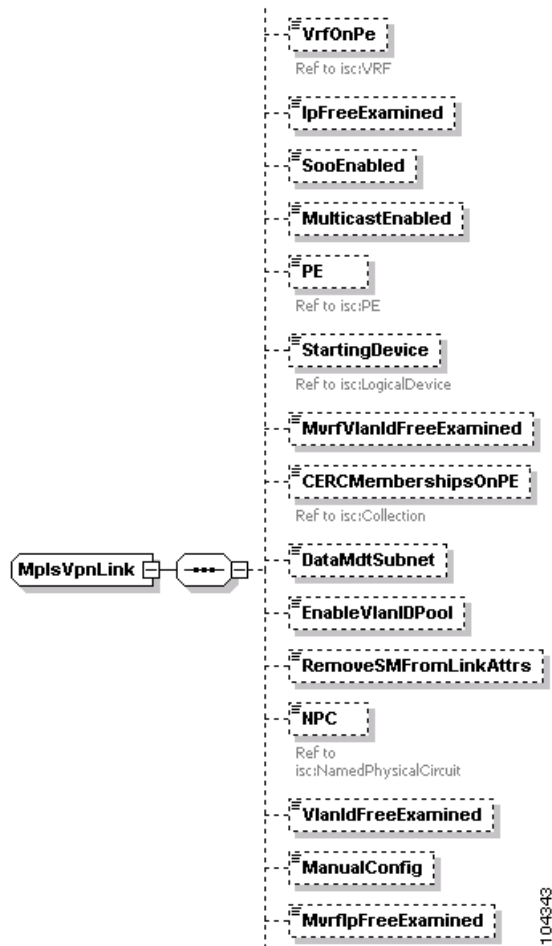 VrfOnPe
Ref to isc:VRF
IpFreeExamined
SooEnabled
MulticastEnabled
PE
Ref to isc:PE
StartingDevice
Ref to isc:LogicalDevice
MvrfVlanIdFreeExamined
CERCMembershipsOnPE
Ref to isc:Collection
MplsVpnLink
DataMdtSubnet
EnableVlanIDPool
RemoveSMFromLinkAttrs
NPC
Ref to
isc:NamedPhysicalCircuit
VlanIdFreeExamined
ManualConfig
MvrfIpFreeExamined
104343